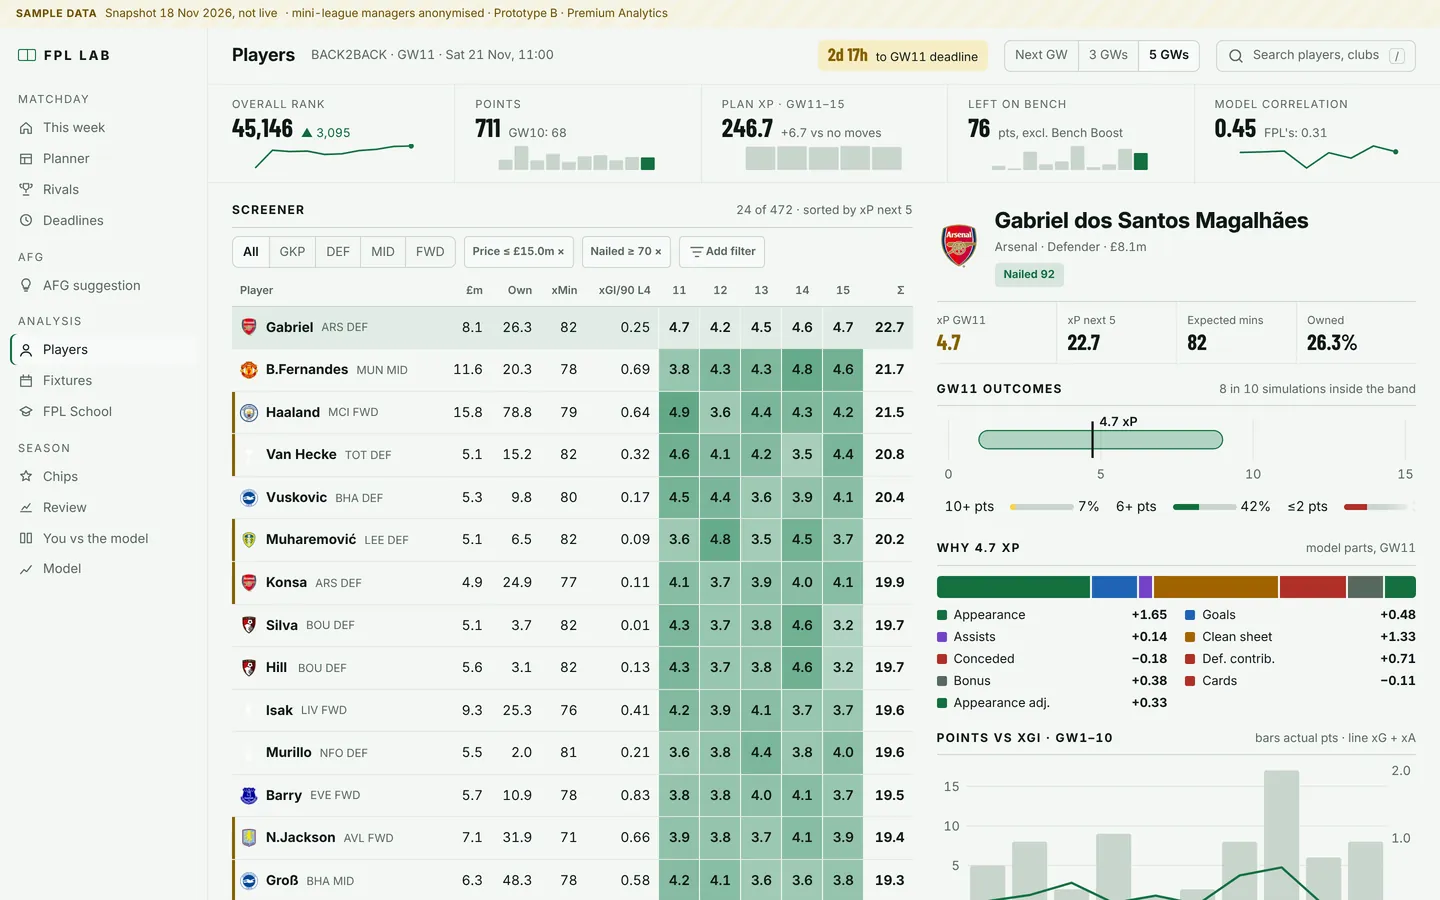 SAMPLE DATA Snapshot 18 Nov 2026, not live · mini-league managers anonymised · Prototype B · Premium Analytics
FPL LAB
MATCHDAY
This week
Planner
Rivals
Deadlines
AFG
AFG suggestion
ANALYSIS
Players
Fixtures
FPL School
SEASON
Chips
Review
You vs the model
Model
Players BACK2BACK · GW11 · Sat 21 Nov, 11:00
2d 17h to GW11 deadline
Next GW 3 GWs 5 GWs
Search players, clubs /
OVERALL RANK
45,146 ▲ 3,095
POINTS
711 GW10: 68
PLAN XP · GW11–15
246.7 +6.7 vs no moves
LEFT ON BENCH
76 pts, excl. Bench Boost
MODEL CORRELATION
0.45 FPL's: 0.31
SCREENER 24 of 472 · sorted by xP next 5
All GKP DEF MID FWD Price ≤ £15.0m × Nailed ≥ 70 × Add filter
Player £m Own xMin xGI/90 L4 11 12 13 14 15 Σ
Gabriel ARS DEF 8.1 26.3 82 0.25 4.7 4.2 4.5 4.6 4.7 22.7
B.Fernandes MUN MID 11.6 20.3 78 0.69 3.8 4.3 4.3 4.8 4.6 21.7
Haaland MCI FWD 15.8 78.8 79 0.64 4.9 3.6 4.4 4.3 4.2 21.5
Van Hecke TOT DEF 5.1 15.2 82 0.32 4.6 4.1 4.2 3.5 4.4 20.8
Vuskovic BHA DEF 5.3 9.8 80 0.17 4.5 4.4 3.6 3.9 4.1 20.4
Muharemović LEE DEF 5.1 6.5 82 0.09 3.6 4.8 3.5 4.5 3.7 20.2
Konsa ARS DEF 4.9 24.9 77 0.11 4.1 3.7 3.9 4.0 4.1 19.9
Silva BOU DEF 5.1 3.7 82 0.01 4.3 3.7 3.8 4.6 3.2 19.7
Hill BOU DEF 5.6 3.1 82 0.13 4.3 3.7 3.8 4.6 3.2 19.7
Isak LIV FWD 9.3 25.3 76 0.41 4.2 3.9 4.1 3.7 3.7 19.6
Murillo NFO DEF 5.5 2.0 81 0.21 3.6 3.8 4.4 3.8 4.0 19.6
Barry EVE FWD 5.7 10.9 78 0.83 3.8 3.8 4.0 4.1 3.7 19.5
N.Jackson AVL FWD 7.1 31.9 71 0.66 3.9 3.8 3.7 4.1 3.9 19.4
Groß BHA MID 6.3 48.3 78 0.58 4.2 4.1 3.6 3.6 3.8 19.3
Arsenal
Gabriel dos Santos Magalhães
Arsenal · Defender · £8.1m
Nailed 92
xP GW11 xP next 5 Expected mins Owned
4.7 22.7 82 26.3%
GW11 OUTCOMES 8 in 10 simulations inside the band
4.7 xP
0 5 10 15
10+ pts 7% 6+ pts 42% ≤2 pts
WHY 4.7 XP model parts, GW11
Appearance +1.65 Goals +0.48
Assists +0.14 Clean sheet +1.33
Conceded −0.18 Def. contrib. +0.71
Bonus +0.38 Cards −0.11
Appearance adj. +0.33
POINTS VS XGI · GW1–10 bars actual pts · line xG + xA
15 2.0
10 1.0
5